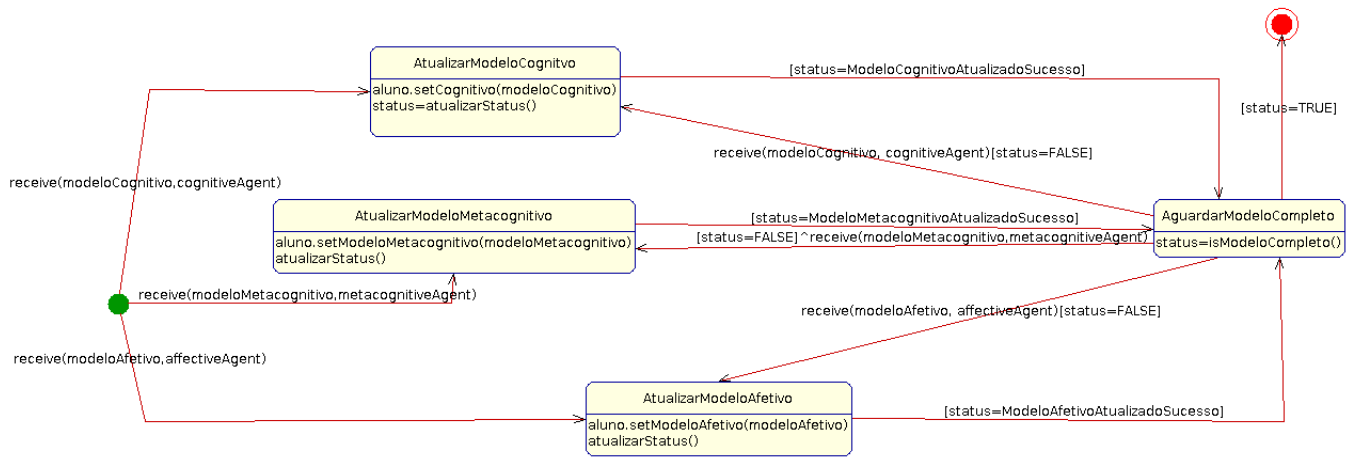 [status=TRUE]
AtualizarModeloCognitvo
aluno.setCognitivo(modeloCognitivo)
status=atualizarStatus()
[status=ModeloCognitivoAtualizadoSucesso]
receive(modeloCognitivo, cognitiveAgent)[status=FALSE]
receive(modeloCognitivo,cognitiveAgent)
AtualizarModeloMetacognitivo
aluno.setModeloMetacognitivo(modeloMetacognitivo)
atualizarStatus()
[status=ModeloMetacognitivoAtualizadoSucesso]
[status=FALSE]^receive(modeloMetacognitivo,metacognitiveAgent)
AguardarModeloCompleto
status=isModeloCompleto()
receive(modeloMetacognitivo,metacognitiveAgent)
receive(modeloAfetivo, affectiveAgent)[status=FALSE]
receive(modeloAfetivo,affectiveAgent)
AtualizarModeloAfetivo
aluno.setModeloAfetivo(modeloAfetivo)
atualizarStatus()
[status=ModeloAfetivoAtualizadoSucesso]